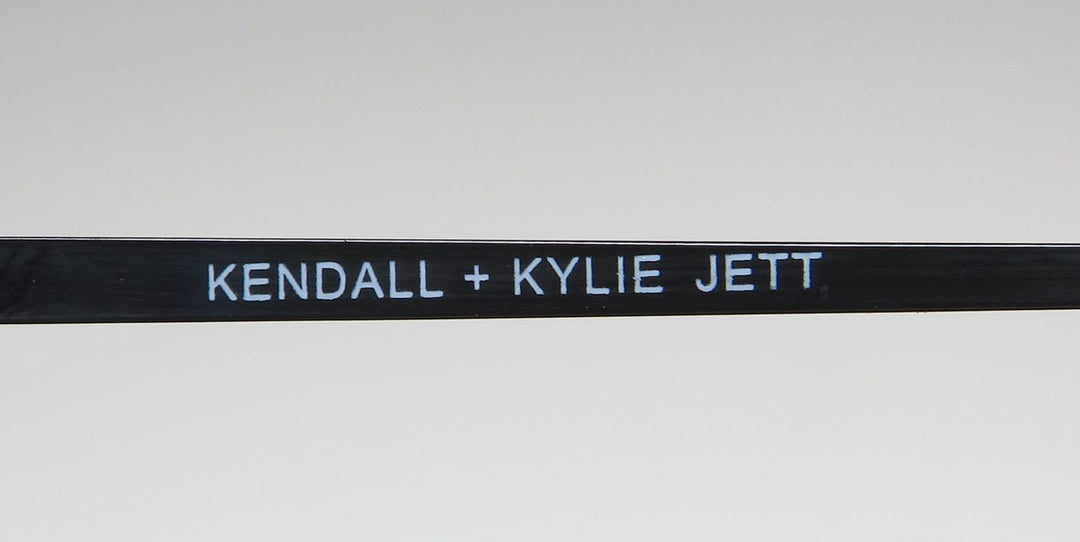 KENDALL + KYLIE JETT